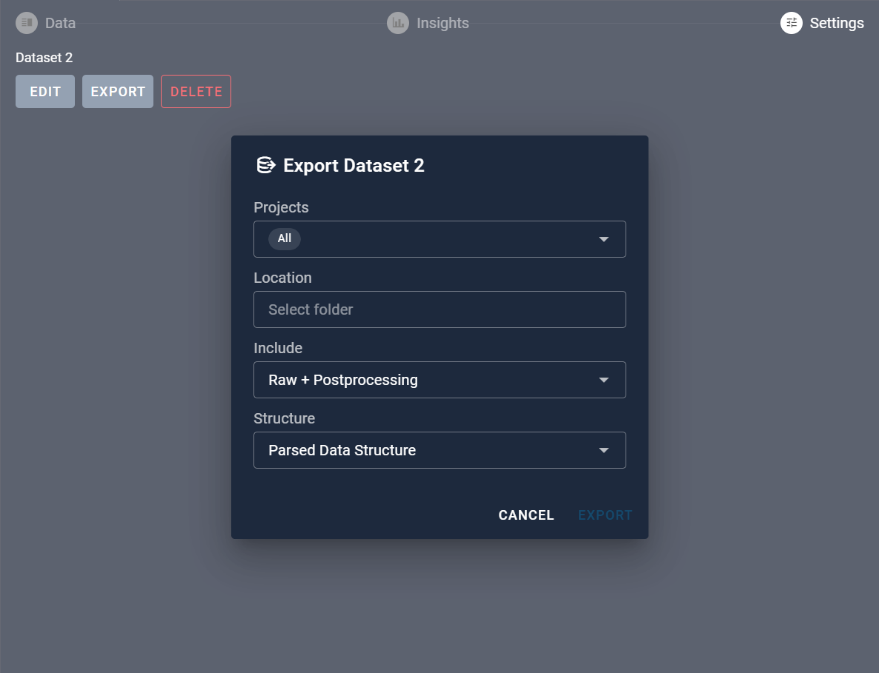 Data
Insights
Settings
Dataset 2
EDIT
EXPORT
DELETE
Export Dataset 2
Projects
All
Location
Select folder
Include
Raw + Postprocessing
Structure
Parsed Data Structure
CANCEL
EXPORT